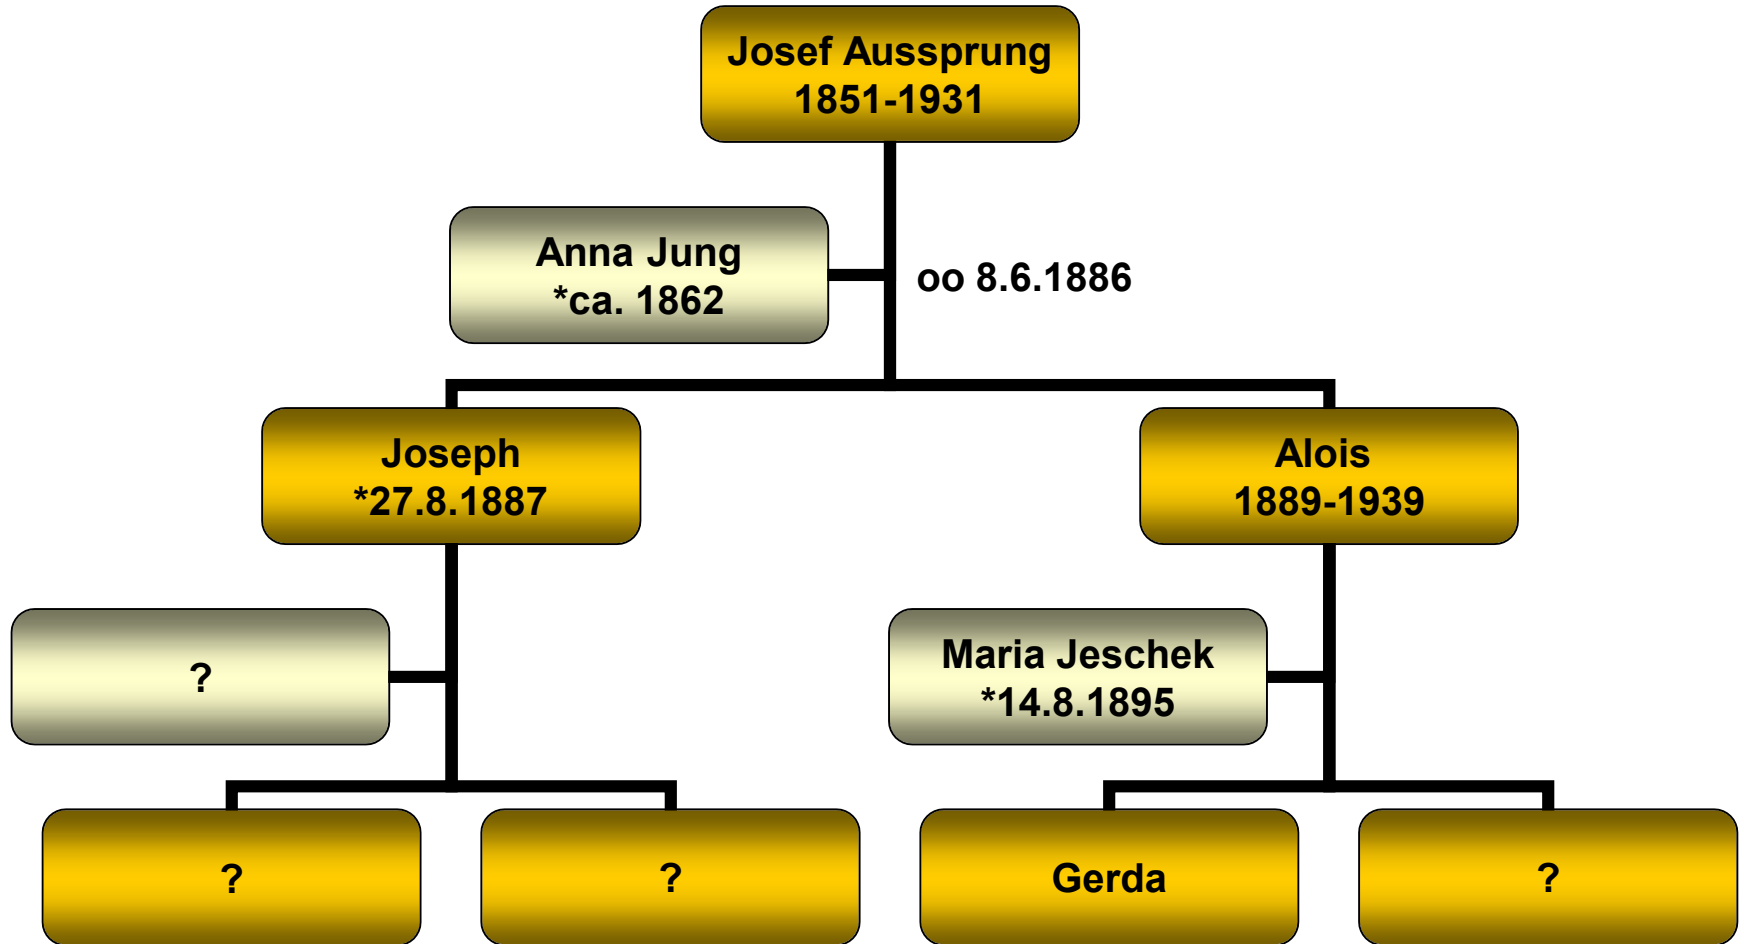 Josef Aussprung
1851-1931
Anna Jung
*ca. 1862
oo 8.6.1886
Joseph
*27.8.1887
Alois
1889-1939
?
Maria Jeschek
*14.8.1895
?
?
Gerda
?